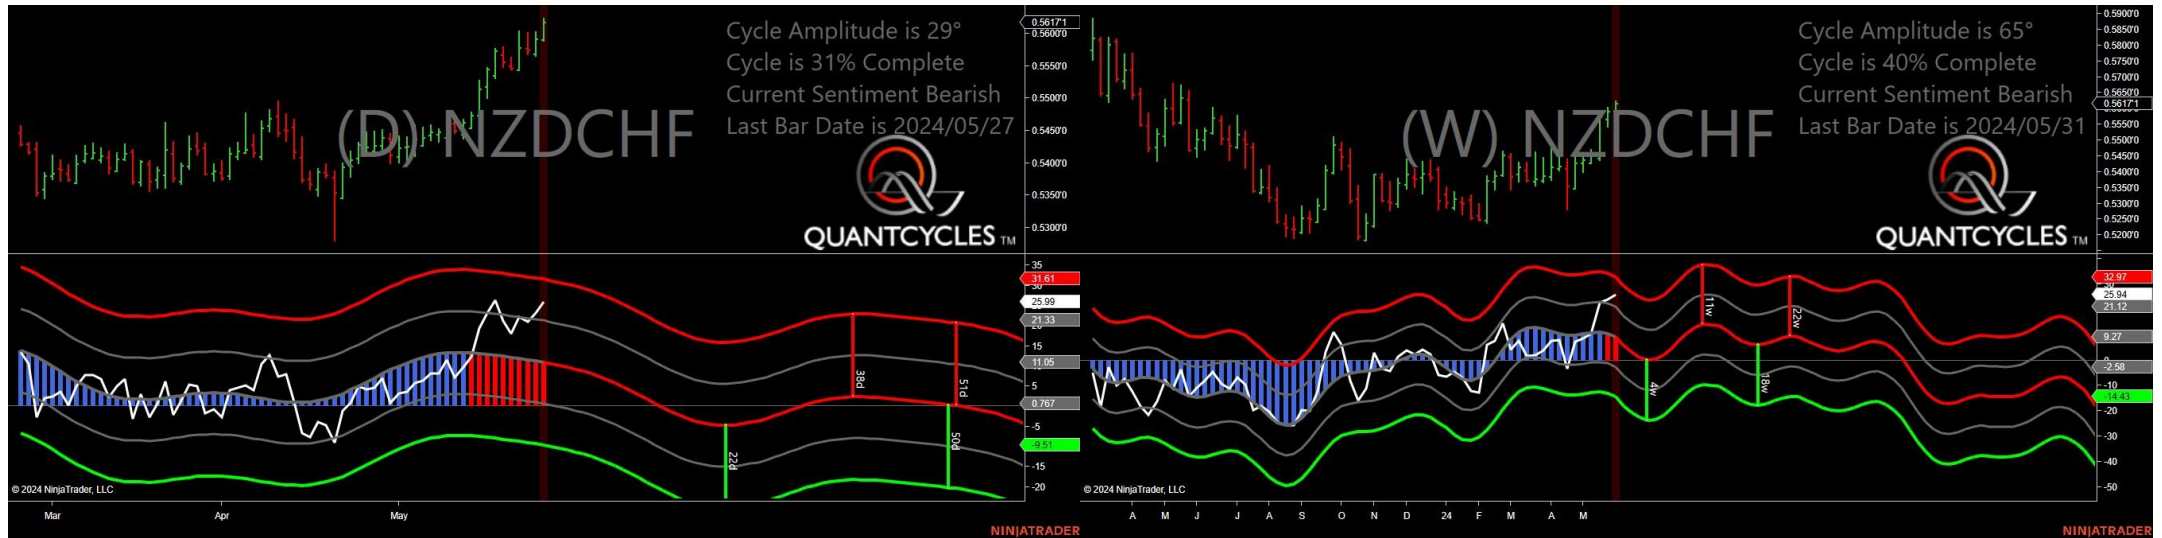 Cycle Amplitude is 29°
Cycle is 31% Complete
Current Sentiment Bearish
Last Bar Date is 2024/05/27
(D) NZDCHF
QUANTCYCLES TM
0.5617'1
0.5600'0
0.5550'0
0.5500'0
0.5450'0
0.5400'0
0.5350'0
0.5300'0
35
31.61
30
25.99
21.33
15
11.05
5
0.767
-5
-9.51
-15
-20
22d
38d
50d
51d
© 2024 NinjaTrader, LLC
Mar
Apr
May
NINJATRADER
Cycle Amplitude is 65°
Cycle is 40% Complete
Current Sentiment Bearish
Last Bar Date is 2024/05/31
(W) NZDCHF
QUANTCYCLES TM
0.5900'0
0.5850'0
0.5800'0
0.5750'0
0.5700'0
0.5650'0
0.5617'1
0.5550'0
0.5500'0
0.5450'0
0.5400'0
0.5350'0
0.5300'0
0.5250'0
0.5200'0
32.97
25.94
21.12
9.27
0
-2.58
-10
-14.43
-20
-30
-40
-50
4w
11w
18w
22w
© 2024 NinjaTrader, LLC
A M J J A S O N D 24 F M A M
NINJATRADER